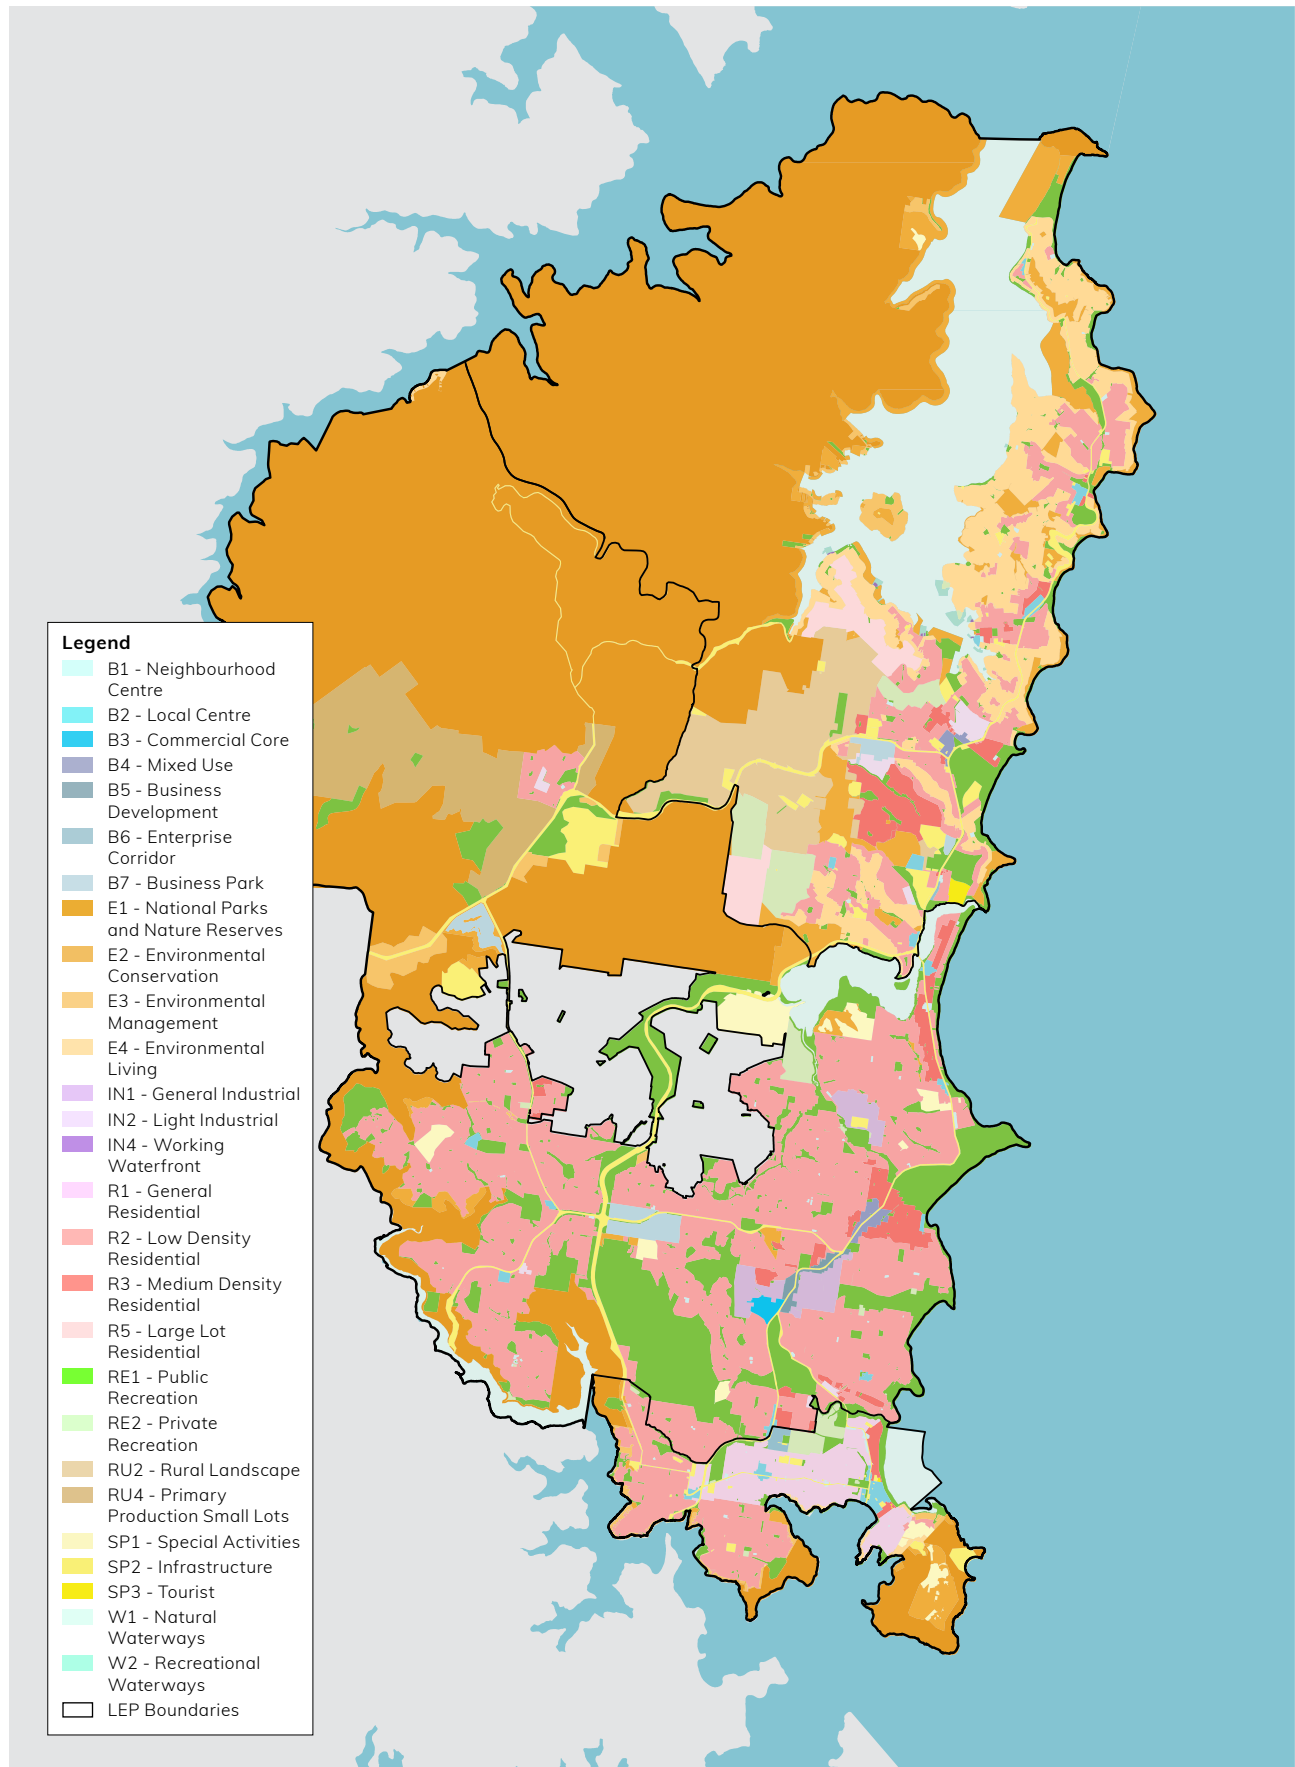 Legend
B1 - Neighbourhood
Centre
B2 - Local Centre
B3 - Commercial Core
B4 - Mixed Use
B5 - Business
Development
B6 - Enterprise
Corridor
B7 - Business Park
E1 - National Parks
and Nature Reserves
E2 - Environmental
Conservation
E3 - Environmental
Management
E4 - Environmental
Living
IN1 - General Industrial
IN2 - Light Industrial
IN4 - Working
Waterfront
R1 - General
Residential
R2 - Low Density
Residential
R3 - Medium Density
Residential
R5 - Large Lot
Residential
RE1 - Public
Recreation
RE2 - Private
Recreation
RU2 - Rural Landscape
RU4 - Primary
Production Small Lots
SP1 - Special Activities
SP2 - Infrastructure
SP3 - Tourist
W1 - Natural
Waterways
W2 - Recreational
Waterways
LEP Boundaries